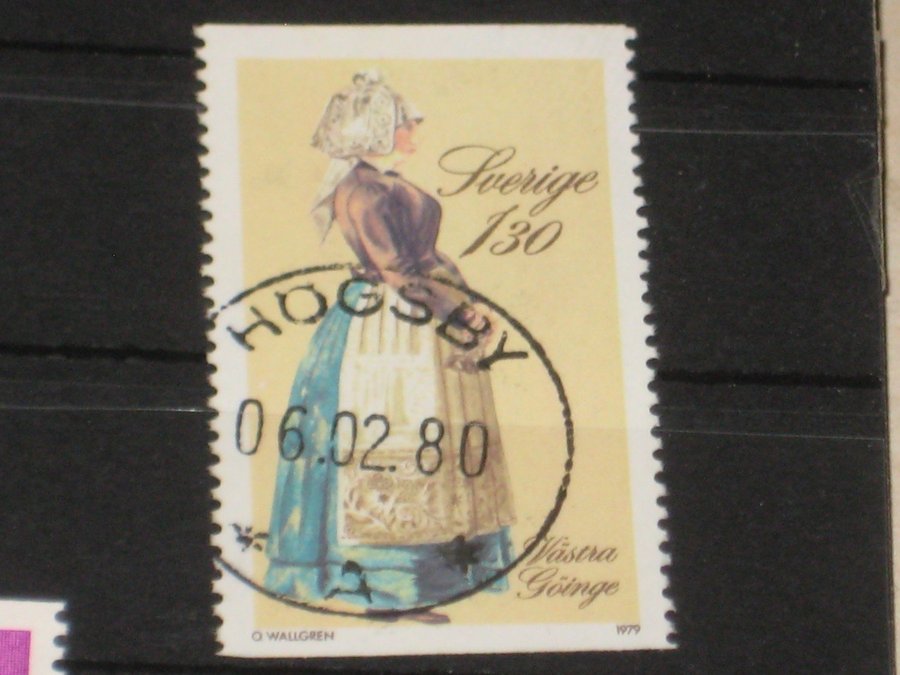 Sverige
130
HÖGSBY
06.02.80
* A *
Västra
Göinge
O WALLGREN 1979